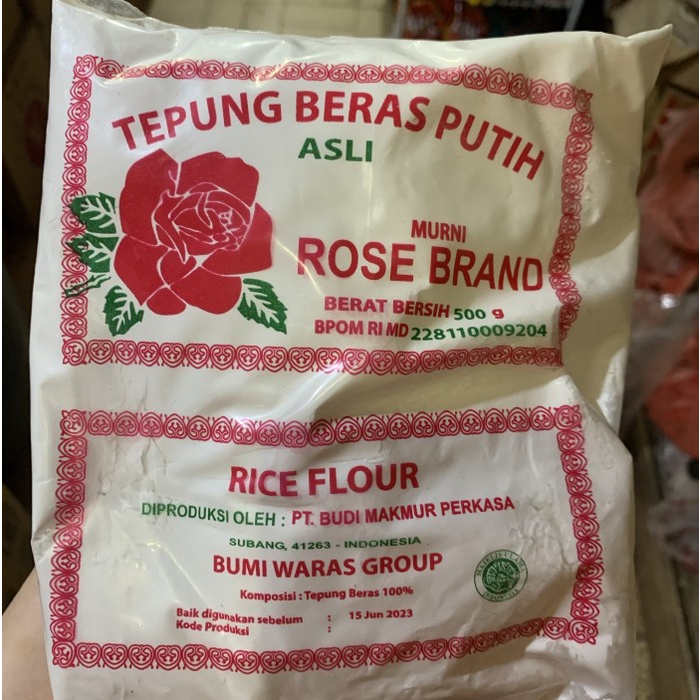 TEPUNG BERAS PUTIH
ASLI
MURNI
ROSE BRAND
BERAT BERSIH 500 g
BPOM RI MD 228110009204
RICE FLOUR
DIPRODUKSI OLEH : PT. BUDI MAKMUR PERKASA
SUBANG, 41263 - INDONESIA
BUMI WARAS GROUP
Komposisi : Tepung Beras 100%
Baik digunakan sebelum : 15 Jun 2023
Kode Produksi :